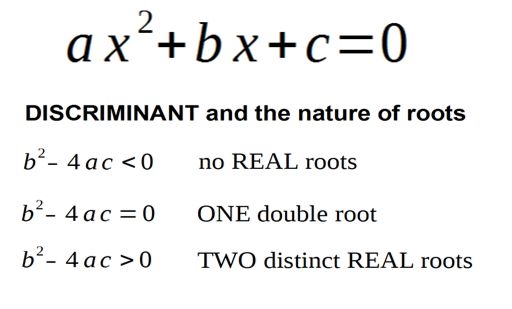 ax²+bx+c=0
DISCRIMINANT and the nature of roots
b²– 4ac <0 no REAL roots
b²– 4ac =0 ONE double root
b²– 4ac >0 TWO distinct REAL roots